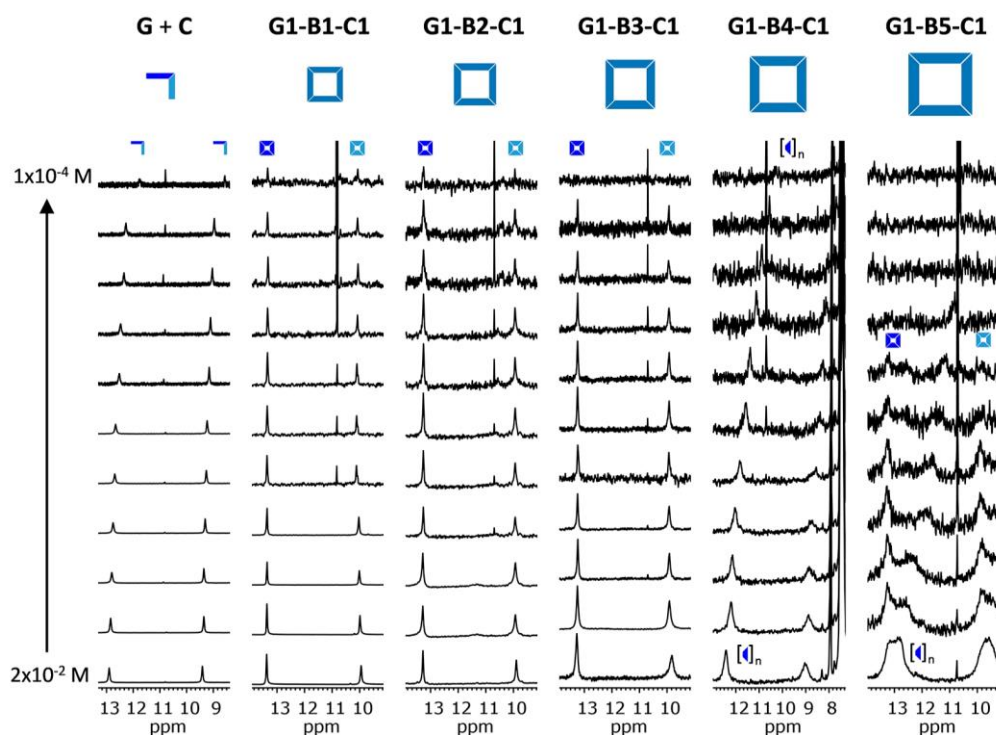 G + C G1-B1-C1 G1-B2-C1 G1-B3-C1 G1-B4-C1 G1-B5-C1
[ ]n
1x10-4 M
2x10-2 M
[ ]n [ ]n
13 12 11 10 9 13 12 11 10 13 12 11 10 13 12 11 10 12 11 10 9 8 13 12 11 10
ppm ppm ppm ppm ppm ppm